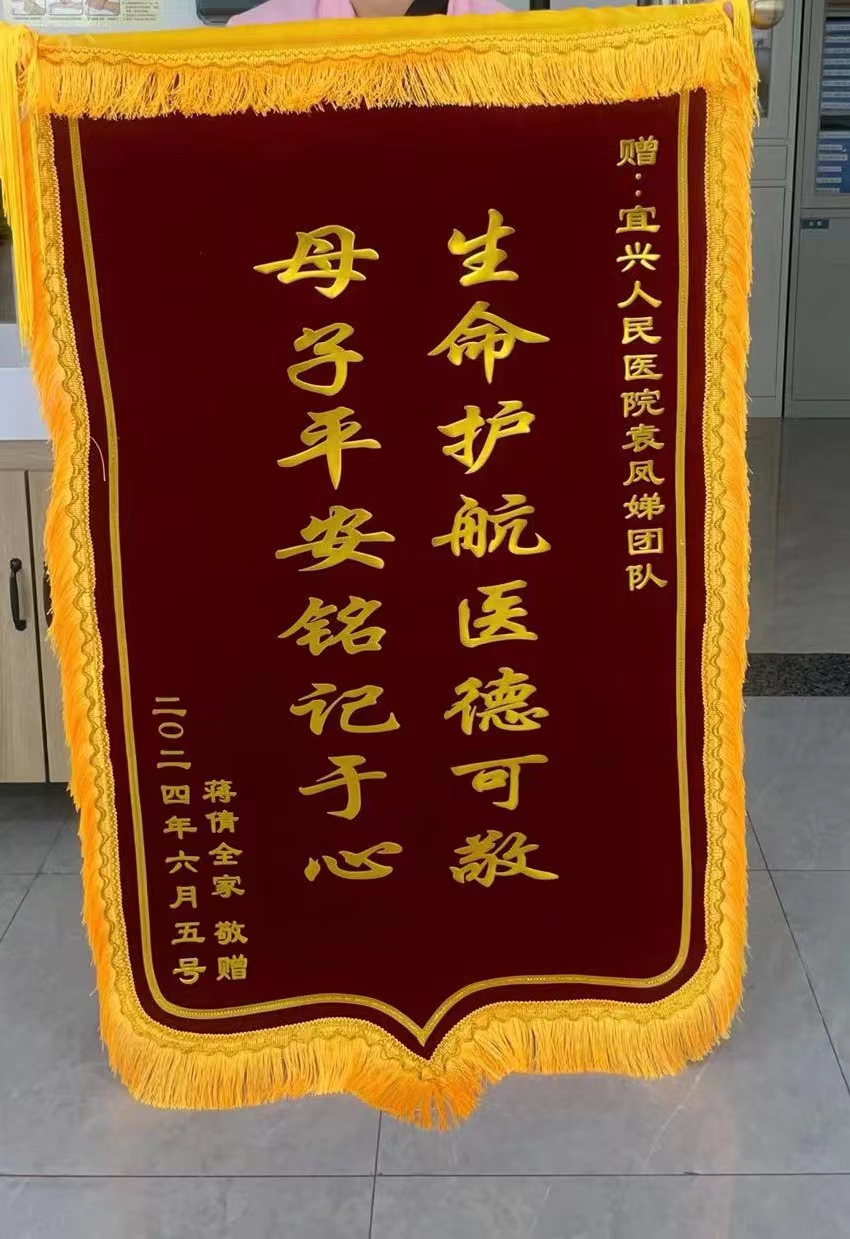 赠：宜兴人民医院袁凤娣团队
生命护航医德可敬
母子平安铭记于心
蒋倩全家 敬赠
二〇二四年六月五号